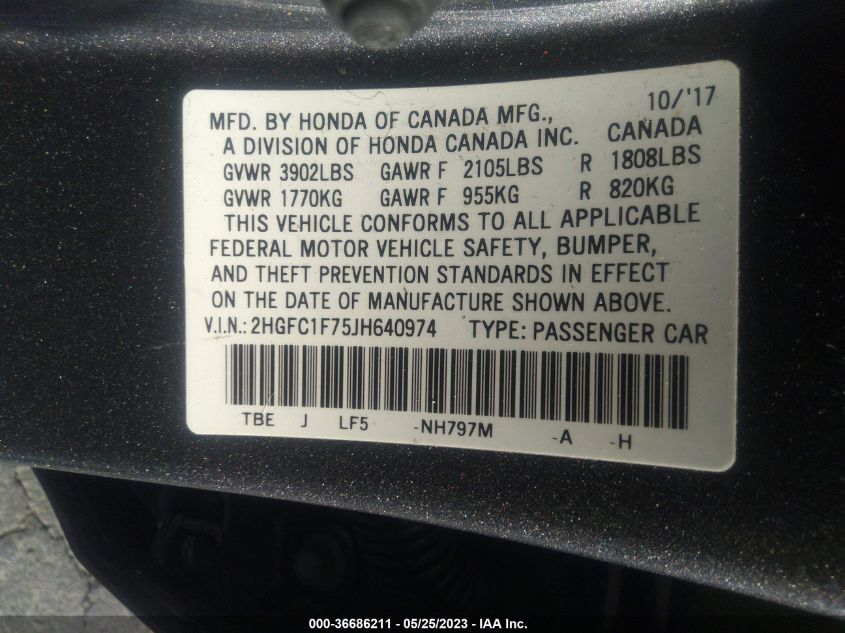 10/'17
MFD. BY HONDA OF CANADA MFG.,
A DIVISION OF HONDA CANADA INC. CANADA
GVWR 3902LBS GAWR F 2105LBS R 1808LBS
GVWR 1770KG GAWR F 955KG R 820KG
THIS VEHICLE CONFORMS TO ALL APPLICABLE
FEDERAL MOTOR VEHICLE SAFETY, BUMPER,
AND THEFT PREVENTION STANDARDS IN EFFECT
ON THE DATE OF MANUFACTURE SHOWN ABOVE.
V.I.N.: 2HGFC1F75JH640974 TYPE: PASSENGER CAR
TBE J LF5 -NH797M -A -H
000-36686211 - 05/25/2023 - IAA Inc.